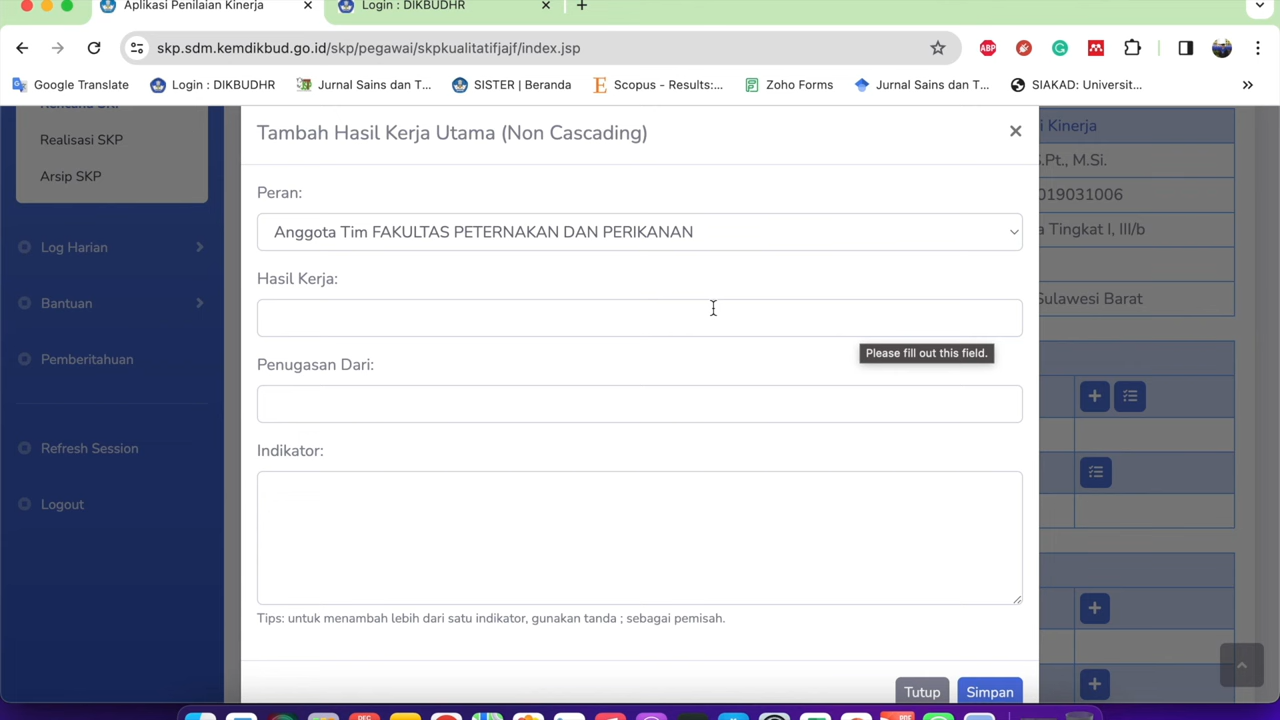 Aplikasi Penilaian Kinerja
Login : DIKBUDHR
skp.sdm.kemdikbud.go.id/skp/pegawai/skpkualitatifjajf/index.jsp
ABP
Google Translate
Login : DIKBUDHR
Jurnal Sains dan T...
SISTER | Beranda
Scopus - Results:...
Zoho Forms
Jurnal Sains dan T...
SIAKAD: Universit...
Rencana SKP
Realisasi SKP
Arsip SKP
Log Harian
Bantuan
Pemberitahuan
Refresh Session
Logout
Tambah Hasil Kerja Utama (Non Cascading)
Peran:
Anggota Tim FAKULTAS PETERNAKAN DAN PERIKANAN
Hasil Kerja:
Please fill out this field.
Penugasan Dari:
Indikator:
Tips: untuk menambah lebih dari satu indikator, gunakan tanda ; sebagai pemisah.
Tutup
Simpan
i Kinerja
S.Pt., M.Si.
019031006
a Tingkat I, III/b
Sulawesi Barat